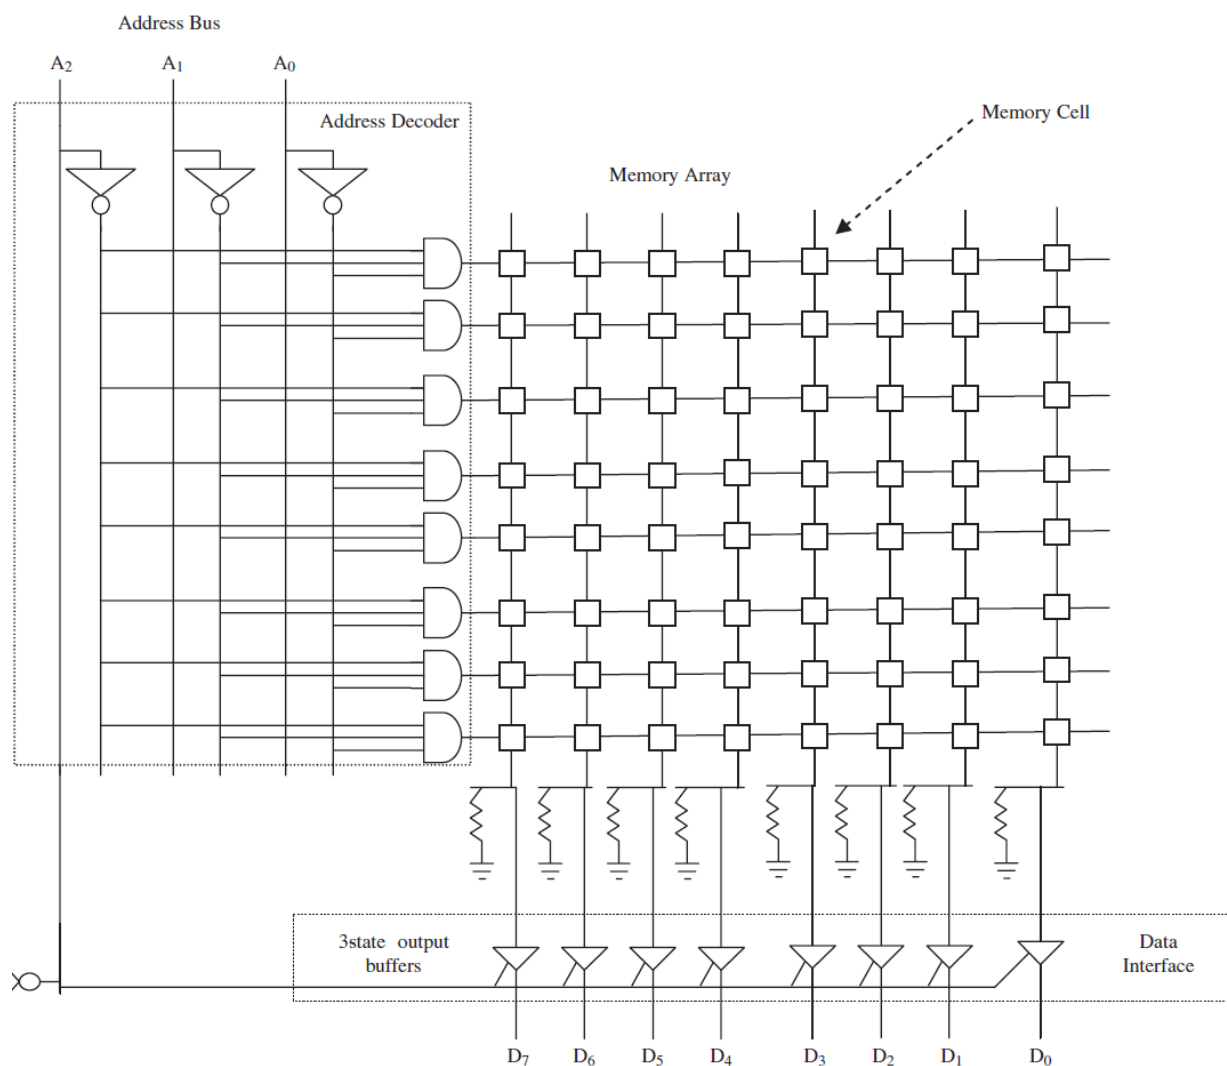 Address Bus
A2 A1 A0
Address Decoder
Memory Cell
Memory Array
3state output
buffers
Data
Interface
D7 D6 D5 D4 D3 D2 D1 D0